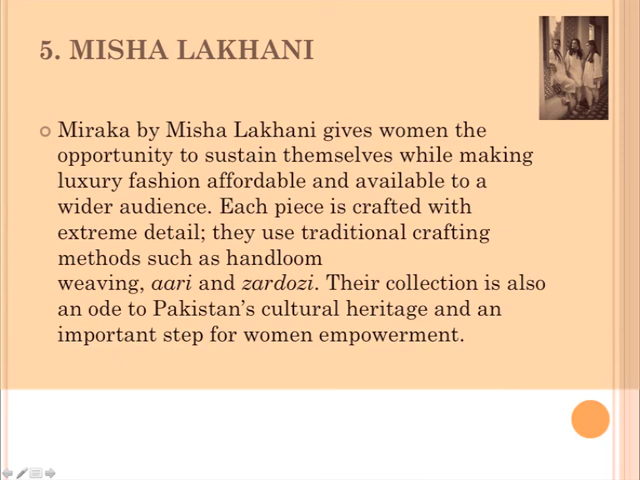 5. MISHA LAKHANI
Miraka by Misha Lakhani gives women the
opportunity to sustain themselves while making
luxury fashion affordable and available to a
wider audience. Each piece is crafted with
extreme detail; they use traditional crafting
methods such as handloom
weaving, aari and zardozi. Their collection is also
an ode to Pakistan’s cultural heritage and an
important step for women empowerment.